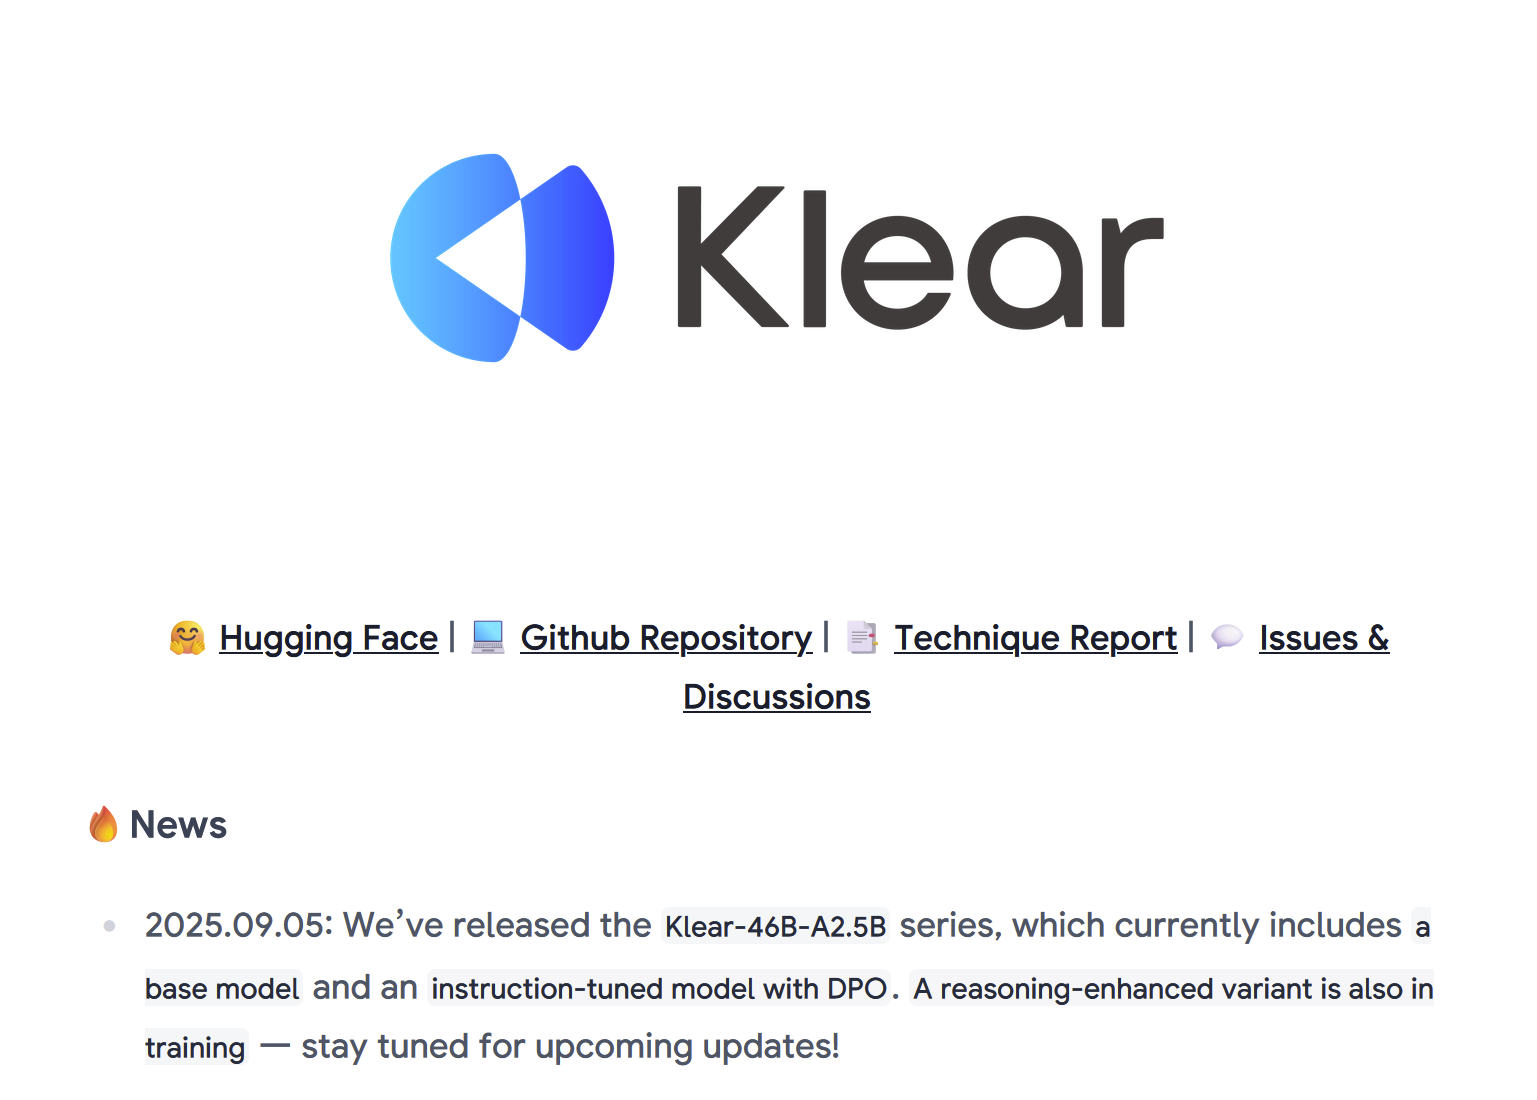 Klear
🤗 Hugging Face | 💻 Github Repository | 📑 Technique Report | 💬 Issues &
Discussions
🔥 News
2025.09.05: We’ve released the Klear-46B-A2.5B series, which currently includes a
base model and an instruction-tuned model with DPO. A reasoning-enhanced variant is also in
training — stay tuned for upcoming updates!